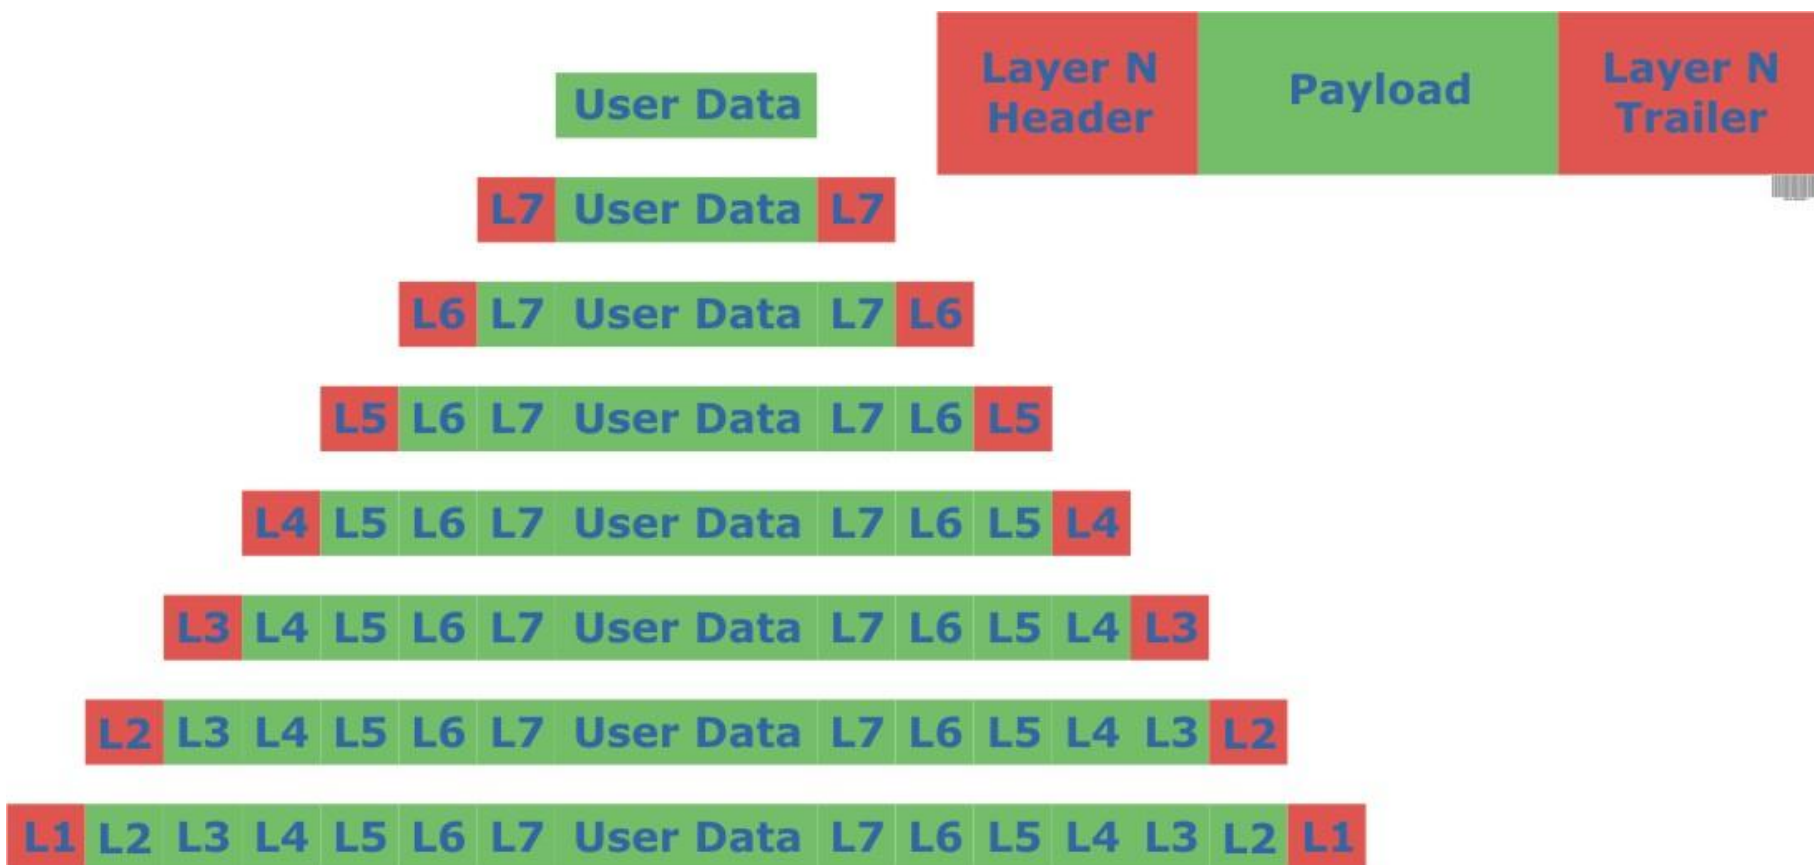 Layer N Header Payload Layer N Trailer
User Data
L7 User Data L7
L6 L7 User Data L7 L6
L5 L6 L7 User Data L7 L6 L5
L4 L5 L6 L7 User Data L7 L6 L5 L4
L3 L4 L5 L6 L7 User Data L7 L6 L5 L4 L3
L2 L3 L4 L5 L6 L7 User Data L7 L6 L5 L4 L3 L2
L1 L2 L3 L4 L5 L6 L7 User Data L7 L6 L5 L4 L3 L2 L1